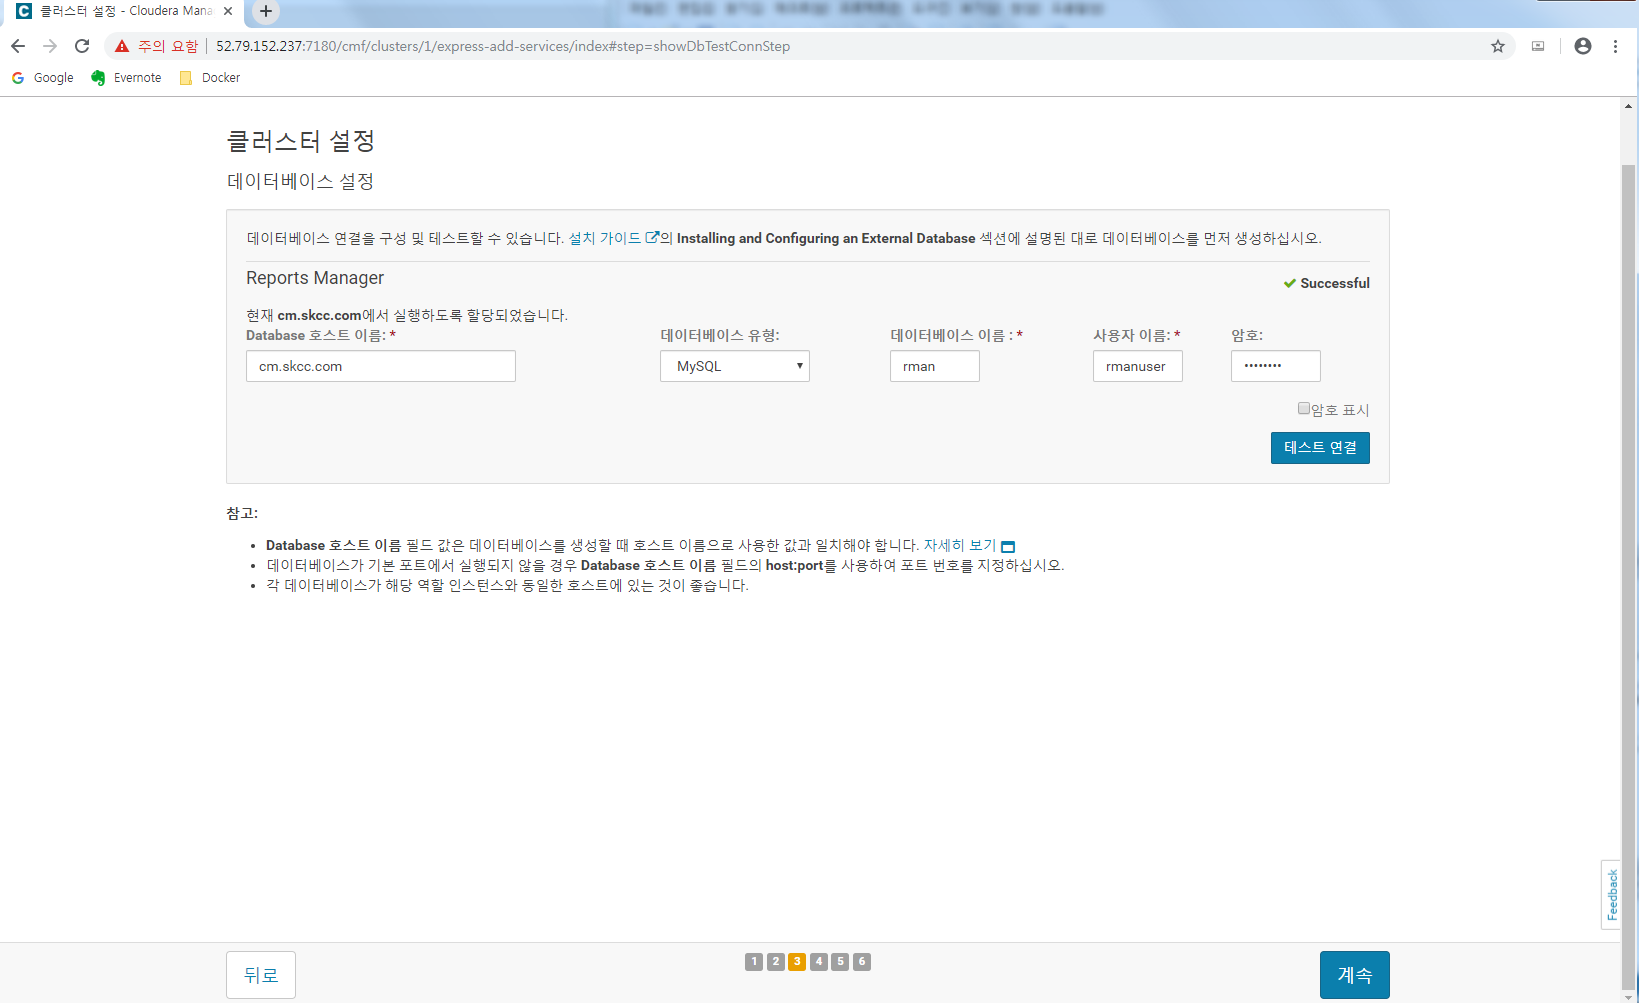 클러스터 설정 - Cloudera Mana
주의 요함 52.79.152.237:7180/cmf/clusters/1/express-add-services/index#step=showDbTestConnStep
Google Evernote Docker
클러스터 설정
데이터베이스 설정
데이터베이스 연결을 구성 및 테스트할 수 있습니다. 설치 가이드 의 Installing and Configuring an External Database 섹션에 설명된 대로 데이터베이스를 먼저 생성하십시오.
Reports Manager
Successful
현재 cm.skcc.com에서 실행하도록 할당되었습니다.
Database 호스트 이름: * 데이터베이스 유형: 데이터베이스 이름 : * 사용자 이름: * 암호:
cm.skcc.com MySQL rman rmanuser ••••••••
암호 표시
테스트 연결
참고:
• Database 호스트 이름 필드 값은 데이터베이스를 생성할 때 호스트 이름으로 사용한 값과 일치해야 합니다. 자세히 보기
• 데이터베이스가 기본 포트에서 실행되지 않을 경우 Database 호스트 이름 필드의 host:port를 사용하여 포트 번호를 지정하십시오.
• 각 데이터베이스가 해당 역할 인스턴스와 동일한 호스트에 있는 것이 좋습니다.
Feedback
뒤로 1 2 3 4 5 6 계속